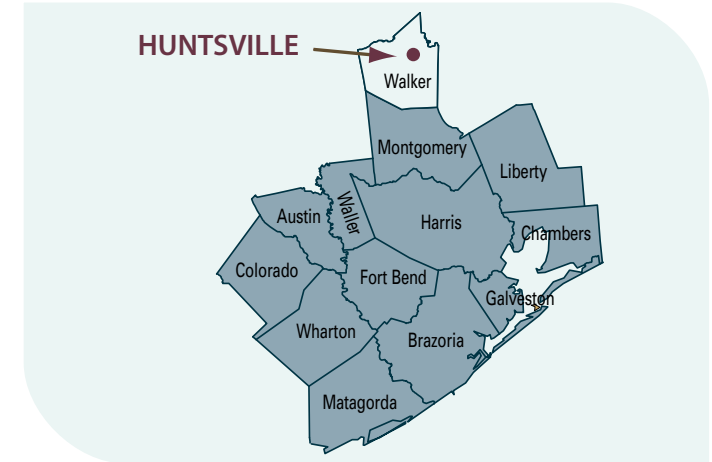 HUNTSVILLE
Walker
Montgomery
Liberty
Waller
Austin
Harris
Chambers
Colorado
Fort Bend
Galveston
Wharton
Brazoria
Matagorda